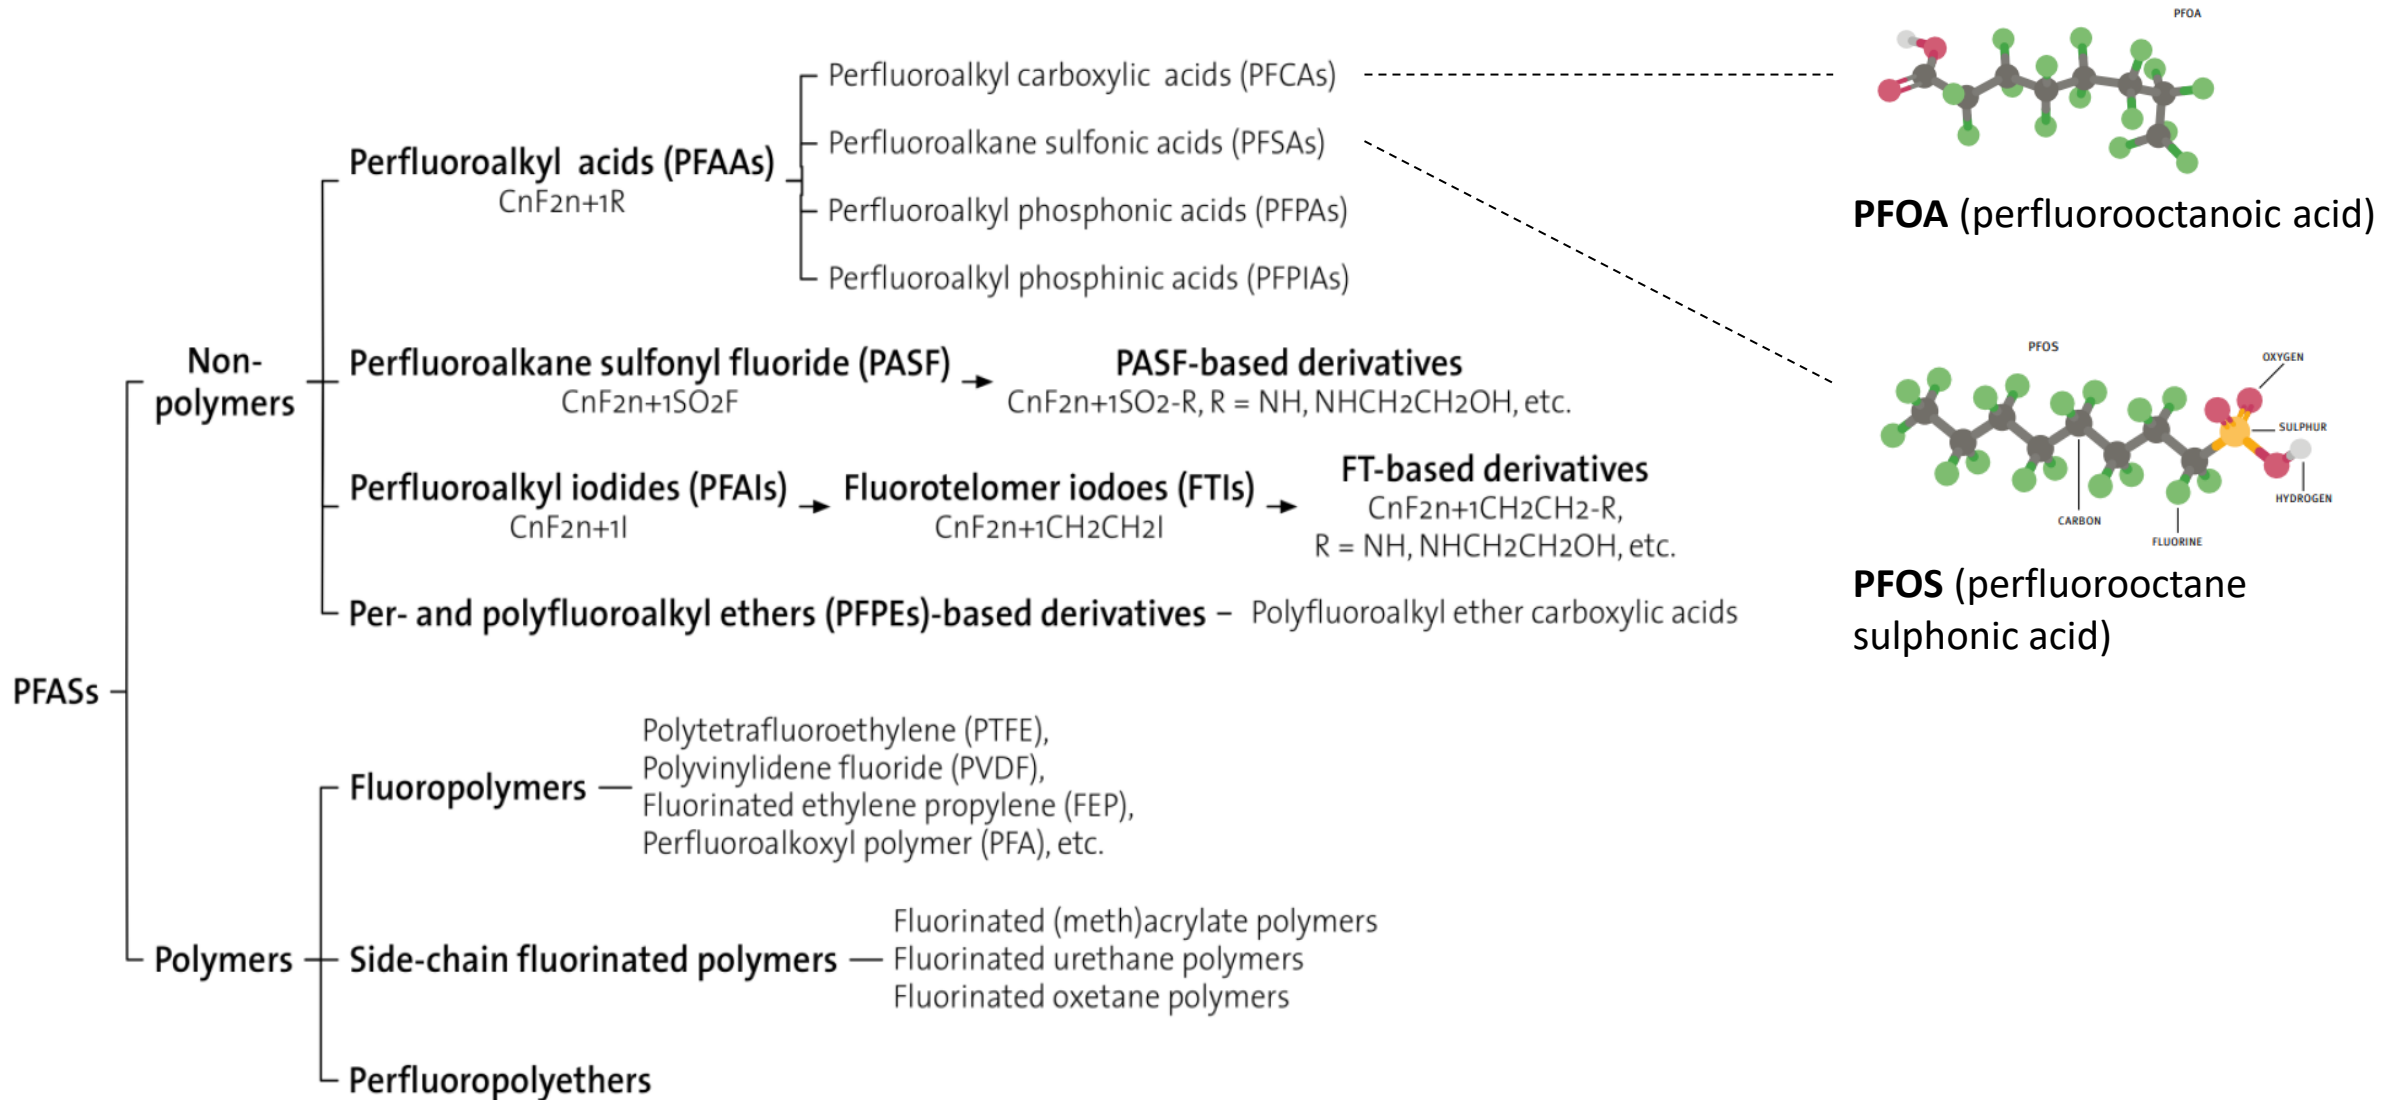 PFASs
Non-
polymers
Perfluoroalkyl acids (PFAAs)
CnF2n+1R
Perfluoroalkyl carboxylic acids (PFCAs)
Perfluoroalkane sulfonic acids (PFSAs)
Perfluoroalkyl phosphonic acids (PFPAs)
Perfluoroalkyl phosphinic acids (PFPIAs)
Perfluoroalkane sulfonyl fluoride (PASF)
CnF2n+1SO2F
PASF-based derivatives
CnF2n+1SO2-R, R = NH, NHCH2CH2OH, etc.
Perfluoroalkyl iodides (PFAIs)
CnF2n+1I
Fluorotelomer iodoes (FTIs)
CnF2n+1CH2CH2I
FT-based derivatives
CnF2n+1CH2CH2-R,
R = NH, NHCH2CH2OH, etc.
Per- and polyfluoroalkyl ethers (PFPEs)-based derivatives – Polyfluoroalkyl ether carboxylic acids
Polymers
Fluoropolymers
Polytetrafluoroethylene (PTFE),
Polyvinylidene fluoride (PVDF),
Fluorinated ethylene propylene (FEP),
Perfluoroalkoxyl polymer (PFA), etc.
Side-chain fluorinated polymers
Fluorinated (meth)acrylate polymers
Fluorinated urethane polymers
Fluorinated oxetane polymers
Perfluoropolyethers
PFOA
PFOA (perfluorooctanoic acid)
PFOS
OXYGEN
SULPHUR
HYDROGEN
CARBON
FLUORINE
PFOS (perfluorooctane
sulphonic acid)